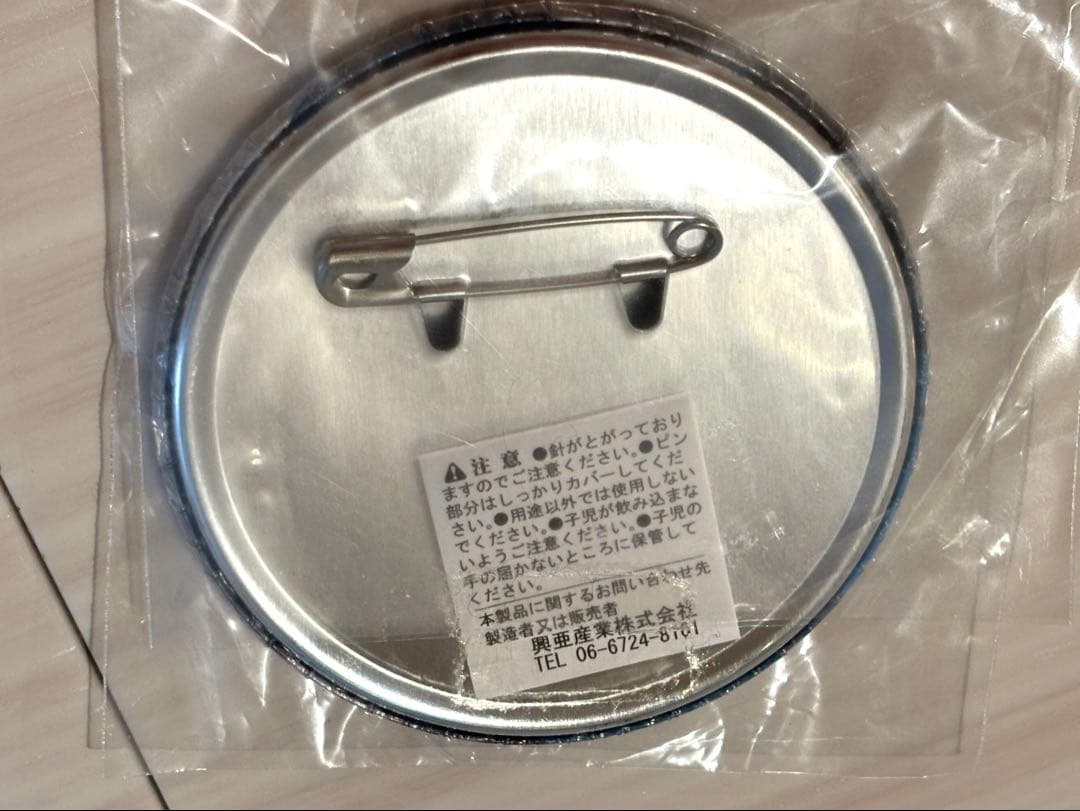 ⚠注 意 ●針がとがっており
ますのでご注意ください。●ピン
部分はしっかりカバーしてくだ
さい。●用途以外では使用しない
でください。●子児が飲み込まな
いようご注意ください。●子児の
手の届かないところに保管して
ください。
本製品に関するお問い合わせ先
製造者又は販売者
興亜産業株式会社
TEL 06-6724-8101